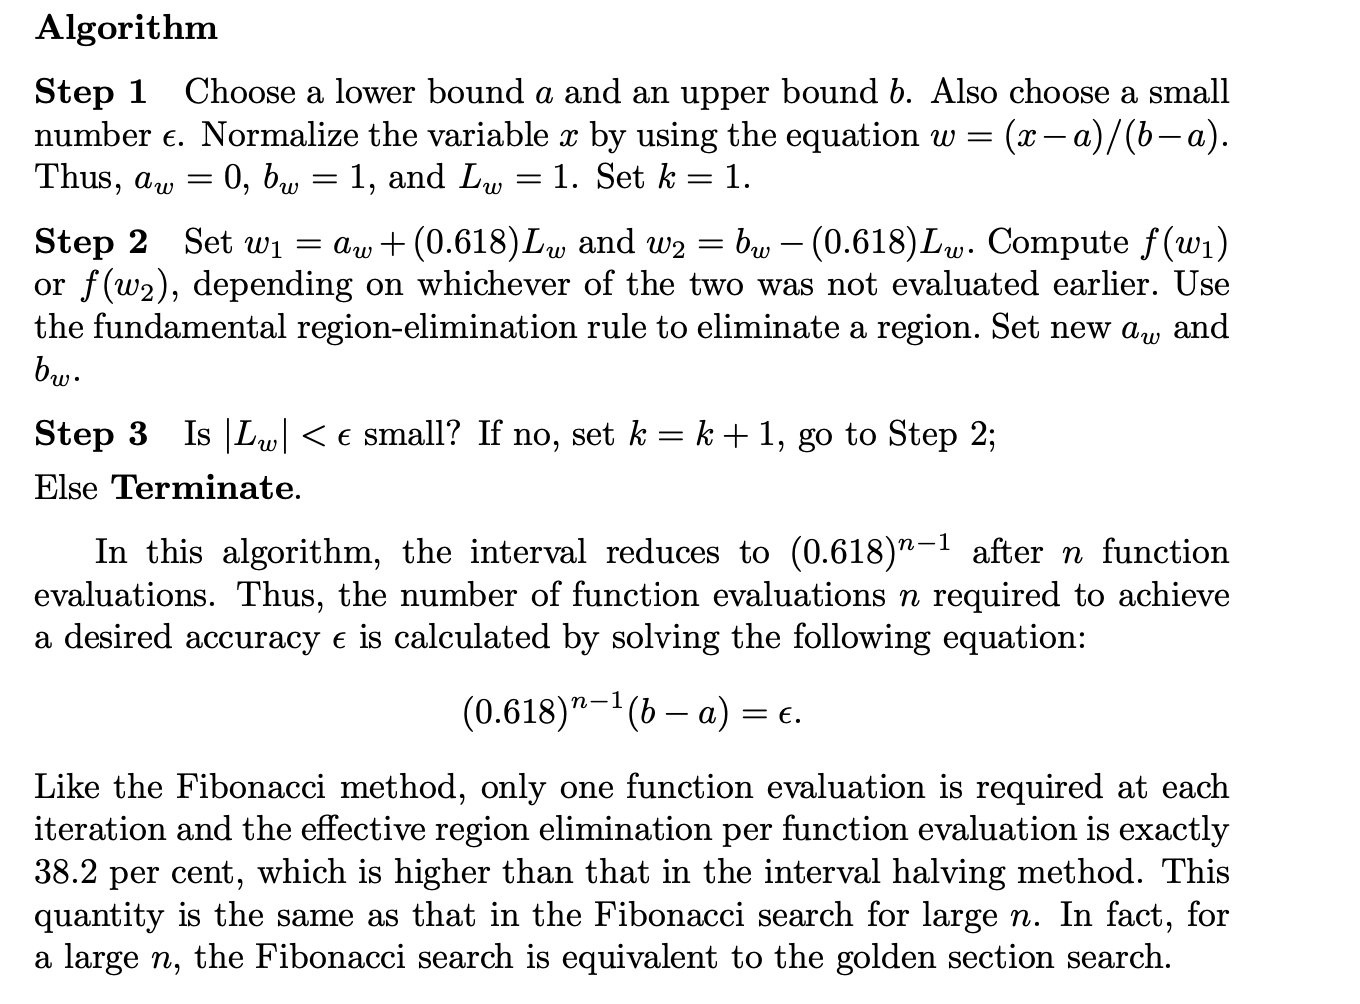 Algorithm
Step 1 Choose a lower bound a and an upper bound b. Also choose a small
number ϵ. Normalize the variable x by using the equation w = (x − a)/(b − a).
Thus, a_w = 0, b_w = 1, and L_w = 1. Set k = 1.
Step 2 Set w₁ = a_w + (0.618)L_w and w₂ = b_w − (0.618)L_w. Compute f(w₁)
or f(w₂), depending on whichever of the two was not evaluated earlier. Use
the fundamental region-elimination rule to eliminate a region. Set new a_w and
b_w.
Step 3 Is |L_w| < ϵ small? If no, set k = k + 1, go to Step 2;
Else Terminate.
In this algorithm, the interval reduces to (0.618)ⁿ⁻¹ after n function
evaluations. Thus, the number of function evaluations n required to achieve
a desired accuracy ϵ is calculated by solving the following equation:
(0.618)ⁿ⁻¹(b − a) = ϵ.
Like the Fibonacci method, only one function evaluation is required at each
iteration and the effective region elimination per function evaluation is exactly
38.2 per cent, which is higher than that in the interval halving method. This
quantity is the same as that in the Fibonacci search for large n. In fact, for
a large n, the Fibonacci search is equivalent to the golden section search.